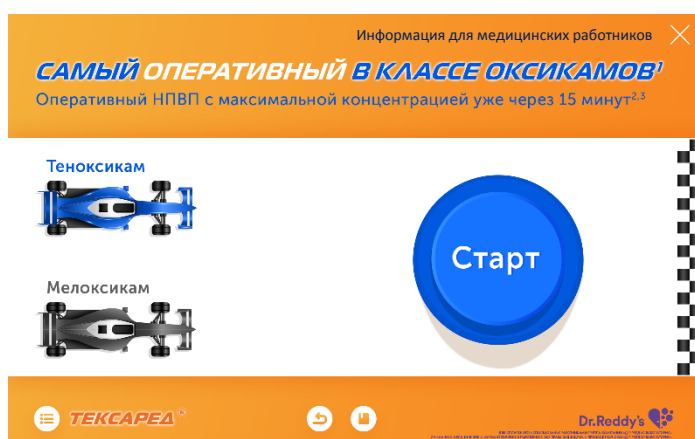 Информация для медицинских работников
САМЫЙ ОПЕРАТИВНЫЙ В КЛАССЕ ОКСИКАМОВ¹
Оперативный НПВП с максимальной концентрацией уже через 15 минут²,³
Теноксикам
Старт
Мелоксикам
ТЕКСАРЕД®
Dr.Reddy's